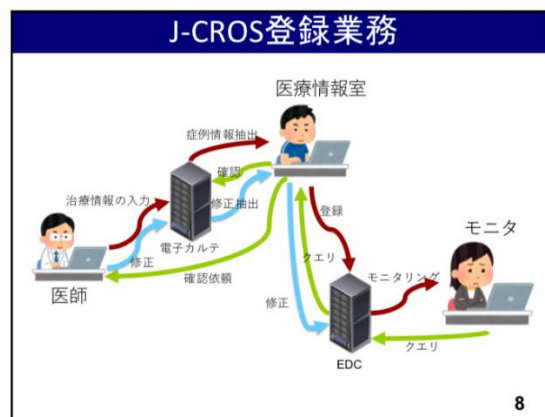 J-CROS登録業務
医療情報室
症例情報抽出
確認
治療情報の入力
修正抽出
登録
電子カルテ
モニタ
クエリ
修正
モニタリング
確認依頼
医師
修正
クエリ
EDC
8